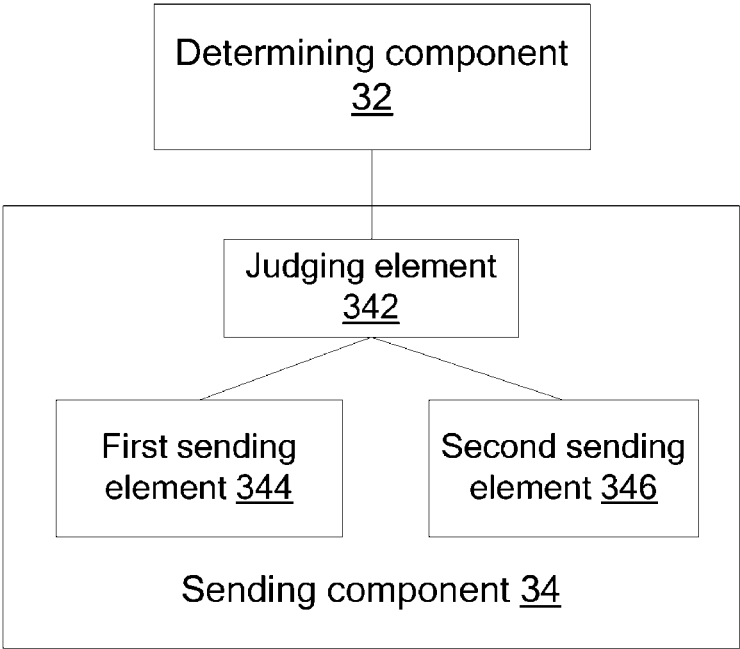 Determining component
32
Judging element
342
First sending
element 344
Second sending
element 346
Sending component 34